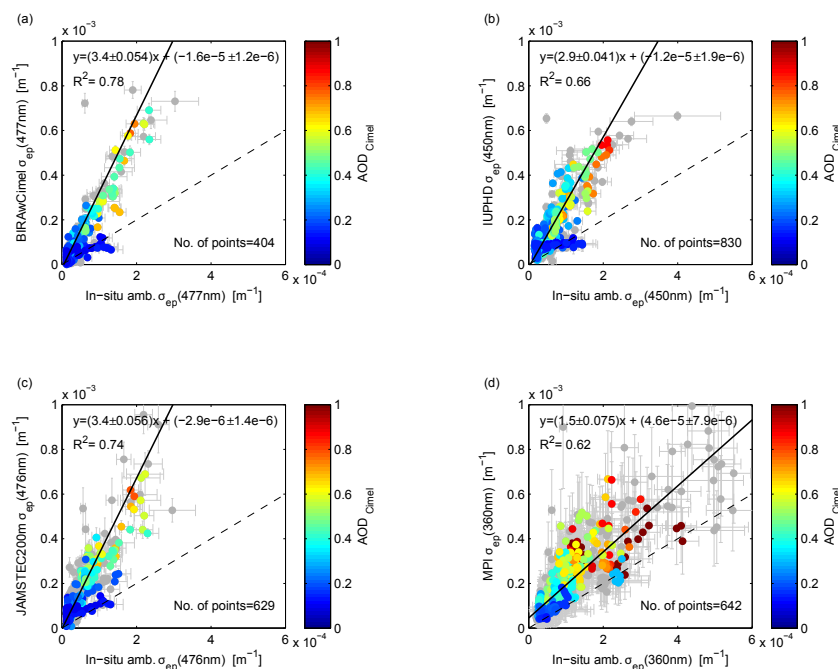 (a)
x 10⁻³
y=(3.4±0.054)x + (−1.6e−5 ±1.2e−6)
R²= 0.78
No. of points=404
BIRAwCimel σep(477nm) [m⁻¹]
In-situ amb. σep(477nm) [m⁻¹]
0 0.2 0.4 0.6 0.8 1
0 2 4 6
x 10⁻⁴
AOD Cimel
0 0.2 0.4 0.6 0.8 1
(b)
x 10⁻³
y=(2.9±0.041)x + (−1.2e−5 ±1.9e−6)
R²= 0.66
No. of points=830
IUPHD σep(450nm) [m⁻¹]
In-situ amb. σep(450nm) [m⁻¹]
0 0.2 0.4 0.6 0.8 1
0 2 4 6
x 10⁻⁴
AOD Cimel
0 0.2 0.4 0.6 0.8 1
(c)
x 10⁻³
y=(3.4±0.056)x + (−2.9e−6 ±1.4e−6)
R²= 0.74
No. of points=629
JAMSTEC200m σep(476nm) [m⁻¹]
In-situ amb. σep(476nm) [m⁻¹]
0 0.2 0.4 0.6 0.8 1
0 2 4 6
x 10⁻⁴
AOD Cimel
0 0.2 0.4 0.6 0.8 1
(d)
x 10⁻³
y=(1.5±0.075)x + (4.6e−5 ±7.9e−6)
R²= 0.62
No. of points=642
MPI σep(360nm) [m⁻¹]
In-situ amb. σep(360nm) [m⁻¹]
0 0.2 0.4 0.6 0.8 1
0 2 4 6
x 10⁻⁴
AOD Cimel
0 0.2 0.4 0.6 0.8 1